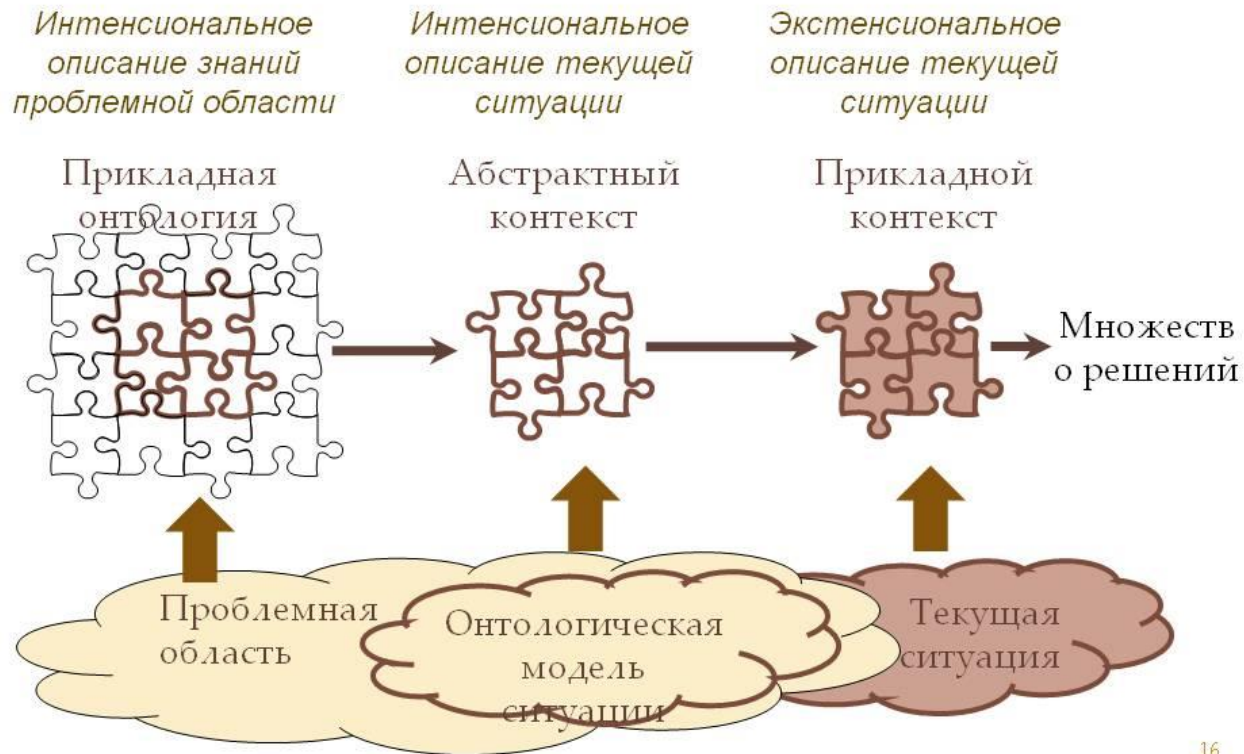 Интенсиональное
описание знаний
проблемной области
Интенсиональное
описание текущей
ситуации
Экстенсиональное
описание текущей
ситуации
Прикладная
онтология
Абстрактный
контекст
Прикладной
контекст
Множеств
о решений
Проблемная
область
Онтологическая
модель
ситуации
Текущая
ситуация
16